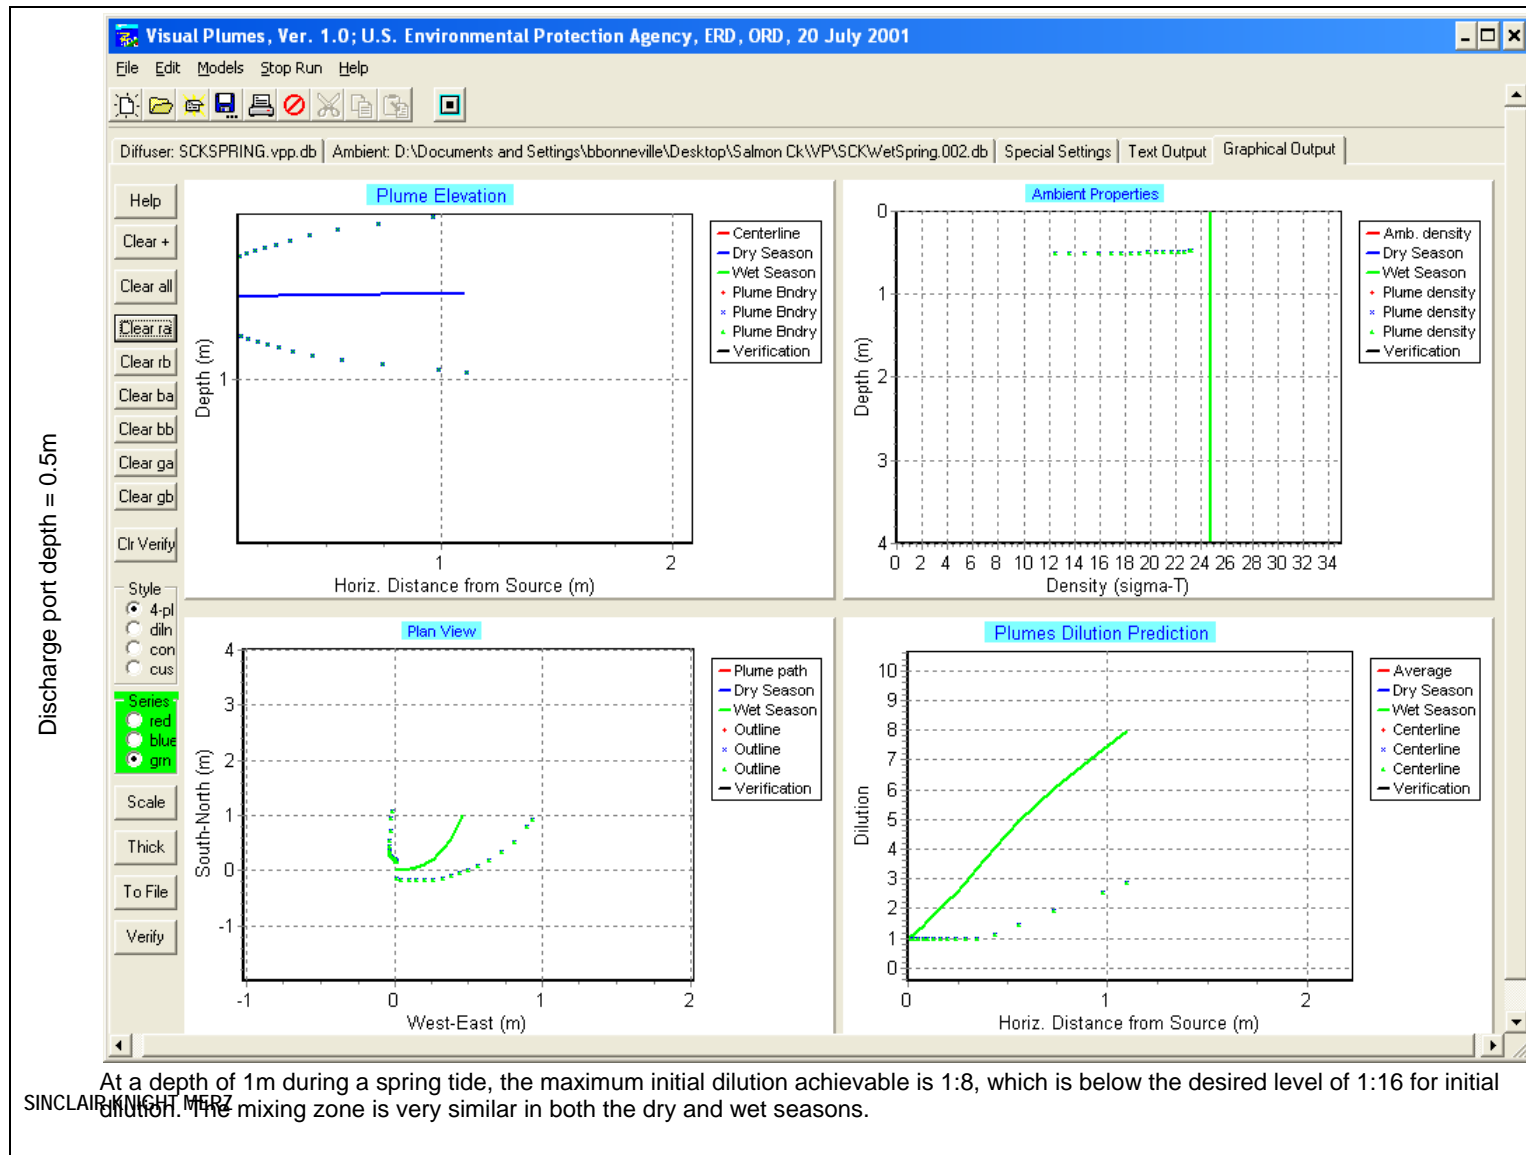 Visual Plumes, Ver. 1.0; U.S. Environmental Protection Agency, ERD, ORD, 20 July 2001
File Edit Models Stop Run Help
Diffuser: SCKSPRING.vpp.db Ambient: D:\Documents and Settings\bbonneville\Desktop\Salmon Ck\VP\SCKWetSpring.002.db Special Settings Text Output Graphical Output
Help
Clear +
Clear all
Clear ra
Clear rb
Clear ba
Clear bb
Clear ga
Clear gb
Clr Verify
Style
4-pl
diln
con
cus
Series
red
blue
grn
Scale
Thick
To File
Verify
Discharge port depth = 0.5m
Plume Elevation
Depth (m)
1
1 2
Horiz. Distance from Source (m)
Centerline
Dry Season
Wet Season
Plume Bndry
Plume Bndry
Plume Bndry
Verification
Ambient Properties
Depth (m)
0
1
2
3
4
0 2 4 6 8 10 12 14 16 18 20 22 24 26 28 30 32 34
Density (sigma-T)
Amb. density
Dry Season
Wet Season
Plume density
Plume density
Plume density
Verification
Plan View
South-North (m)
4
3
2
1
0
-1
-1 0 1 2
West-East (m)
Plume path
Dry Season
Wet Season
Outline
Outline
Outline
Verification
Plumes Dilution Prediction
Dilution
10
9
8
7
6
5
4
3
2
1
0
0 1 2
Horiz. Distance from Source (m)
Average
Dry Season
Wet Season
Centerline
Centerline
Centerline
Verification
At a depth of 1m during a spring tide, the maximum initial dilution achievable is 1:8, which is below the desired level of 1:16 for initial
dilution. The mixing zone is very similar in both the dry and wet seasons.
SINCLAIR KNIGHT MERZ